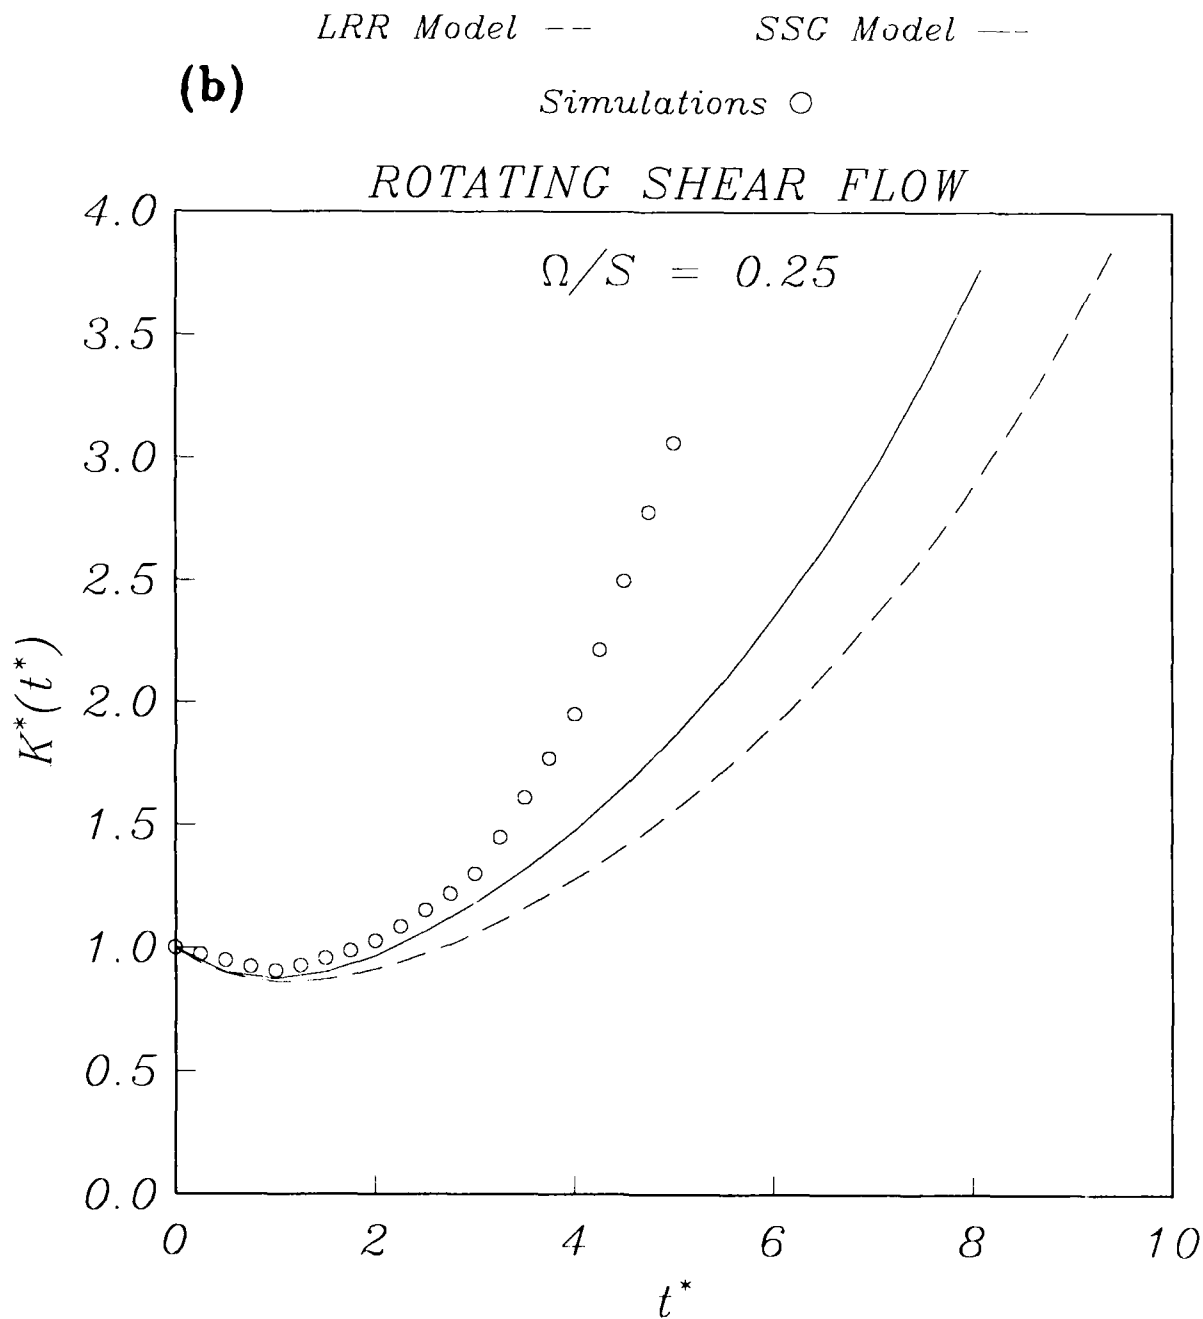 LRR Model -- SSG Model —
(b)
Simulations ○
ROTATING SHEAR FLOW
Ω/S = 0.25
4.0
3.5
3.0
2.5
2.0
1.5
1.0
0.5
0.0
K*(t*)
0 2 4 6 8 10
t*